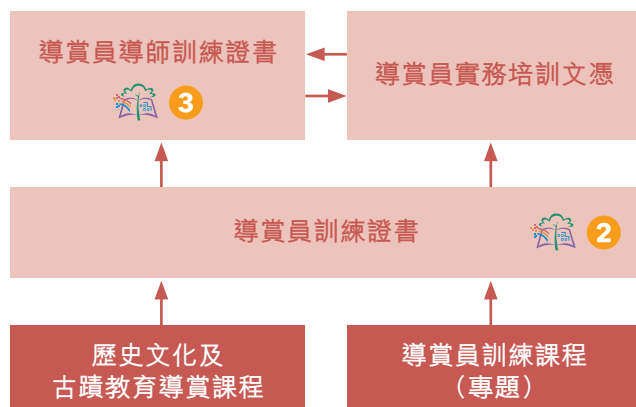 導賞員導師訓練證書
3
導賞員實務培訓文憑
導賞員訓練證書
2
歷史文化及
古蹟教育導賞課程
導賞員訓練課程
（專題）